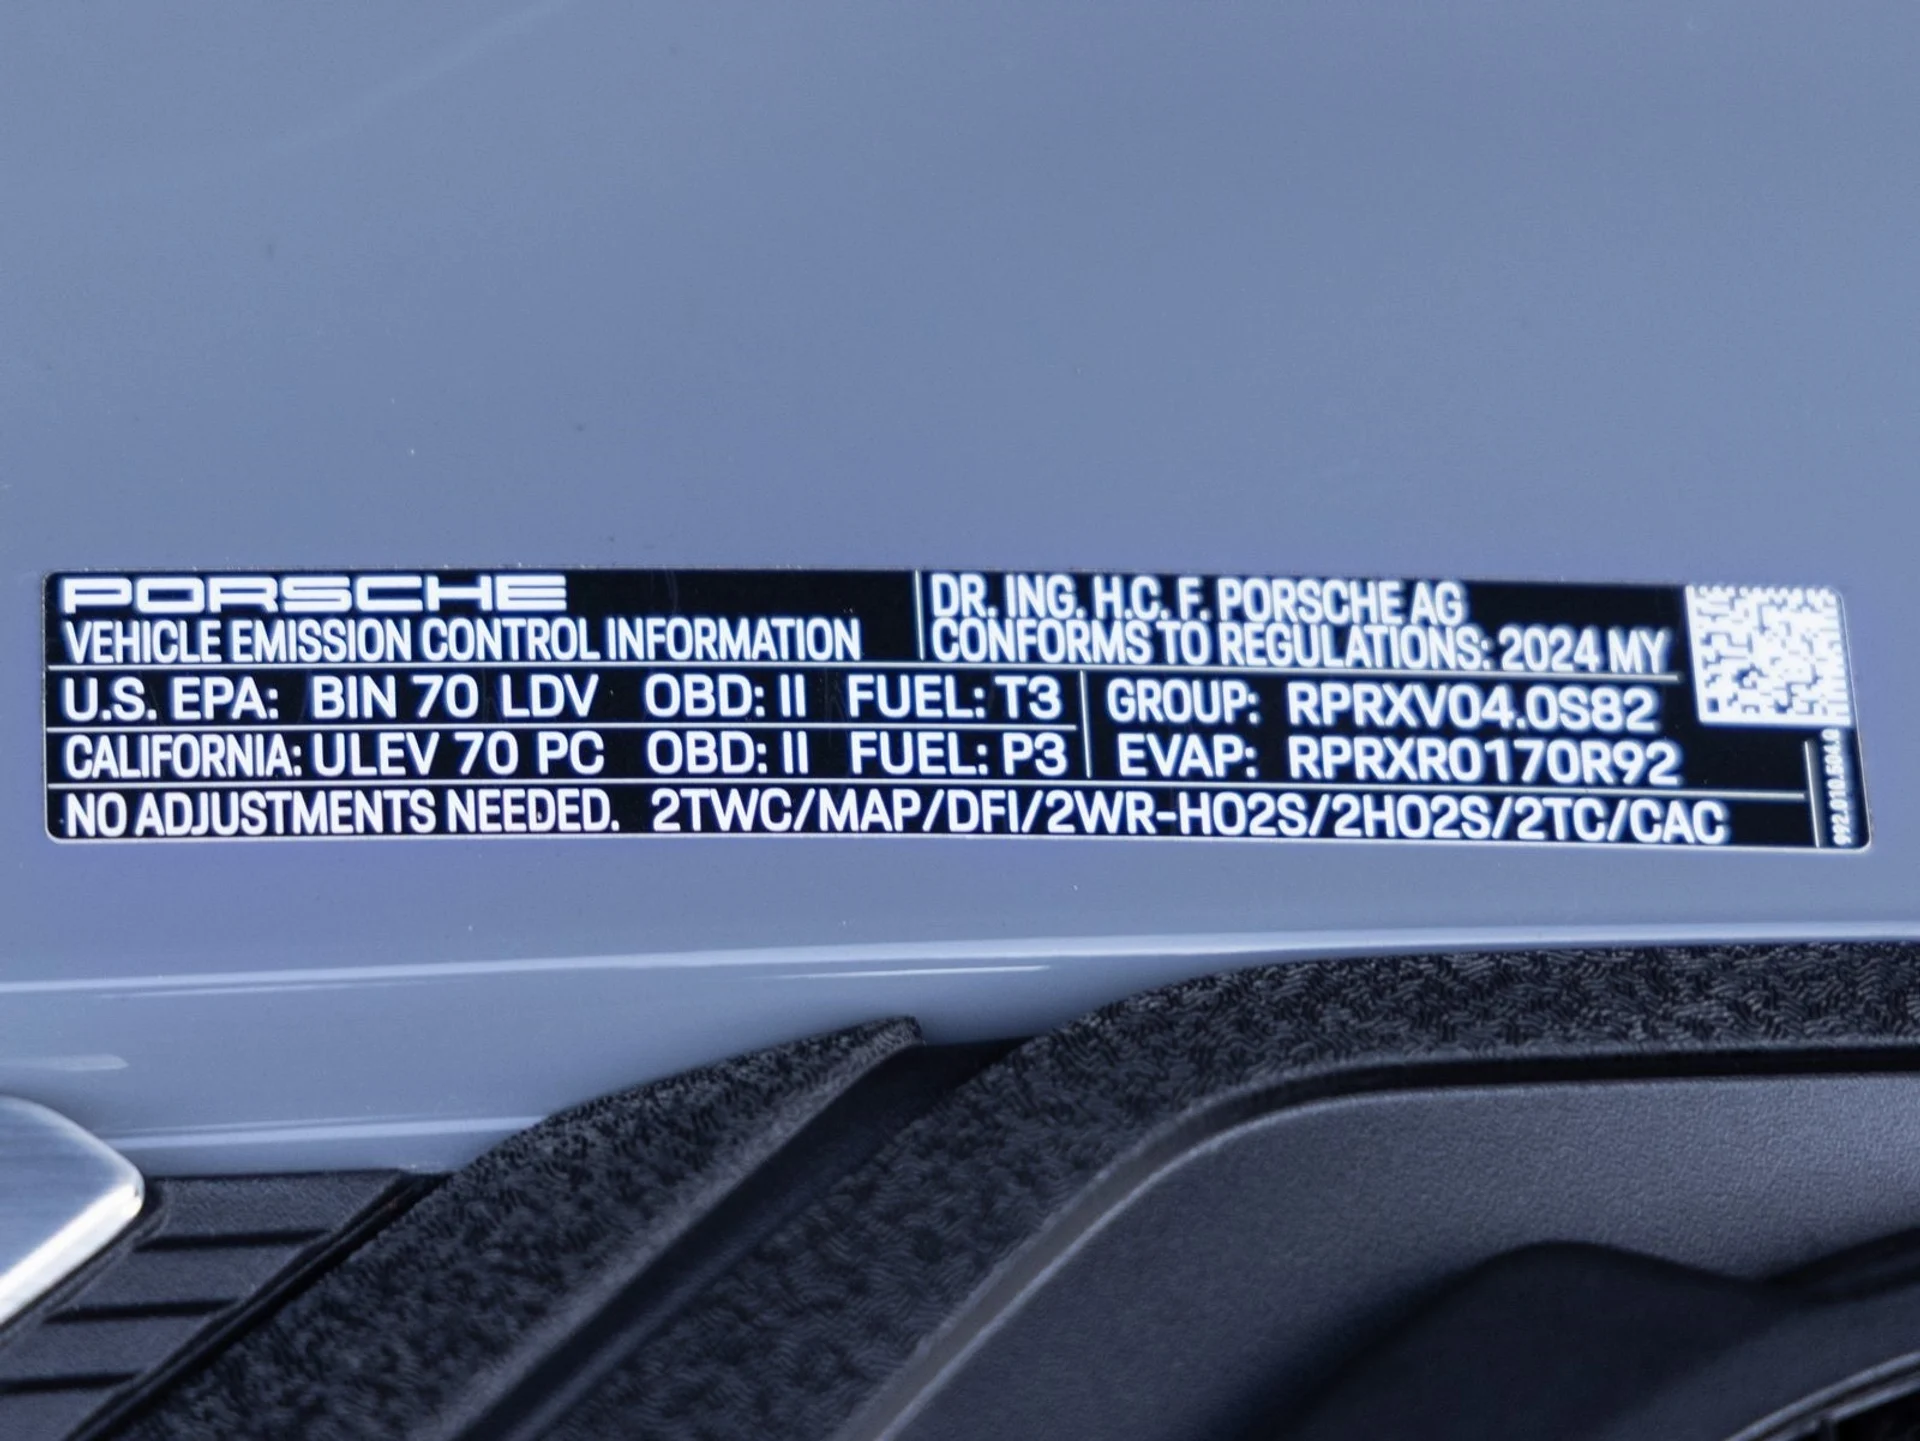 PORSCHE
VEHICLE EMISSION CONTROL INFORMATION
DR. ING. H.C. F. PORSCHE AG
CONFORMS TO REGULATIONS: 2024 MY
U.S. EPA: BIN 70 LDV OBD: II FUEL: T3
CALIFORNIA: ULEV 70 PC OBD: II FUEL: P3
GROUP: RPRXV04.0S82
EVAP: RPRXR0170R92
NO ADJUSTMENTS NEEDED. 2TWC/MAP/DFI/2WR-HO2S/2HO2S/2TC/CAC